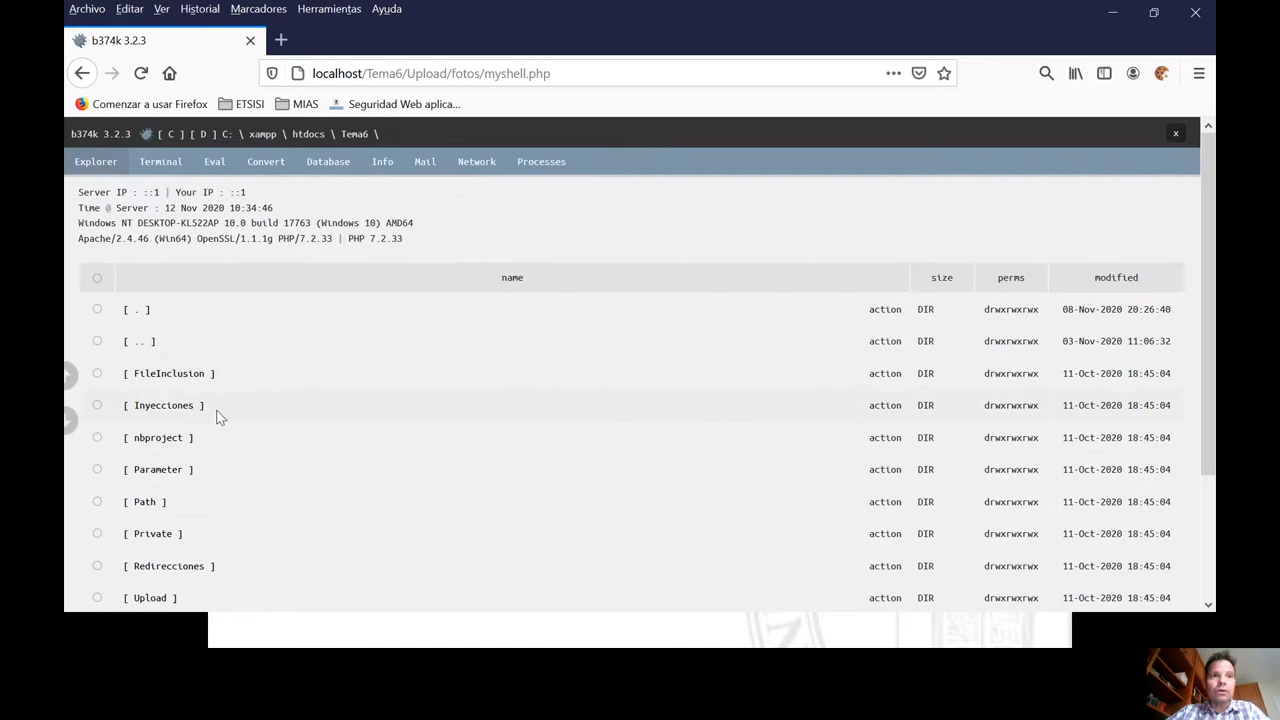 Archivo Editar Ver Historial Marcadores Herramientas Ayuda
b374k 3.2.3
localhost/Tema6/Upload/fotos/myshell.php
Comenzar a usar Firefox ETSISI MIAS Seguridad Web aplica...
b374k 3.2.3 [ C ] [ D ] C: \ xampp \ htdocs \ Tema6 \ x
Explorer Terminal Eval Convert Database Info Mail Network Processes
Server IP : ::1 | Your IP : ::1
Time @ Server : 12 Nov 2020 10:34:46
Windows NT DESKTOP-KL522AP 10.0 build 17763 (Windows 10) AMD64
Apache/2.4.46 (Win64) OpenSSL/1.1.1g PHP/7.2.33 | PHP 7.2.33
name size perms modified
[ . ] action DIR drwxrwxrwx 08-Nov-2020 20:26:40
[ .. ] action DIR drwxrwxrwx 03-Nov-2020 11:06:32
[ FileInclusion ] action DIR drwxrwxrwx 11-Oct-2020 18:45:04
[ Inyecciones ] action DIR drwxrwxrwx 11-Oct-2020 18:45:04
[ nbproject ] action DIR drwxrwxrwx 11-Oct-2020 18:45:04
[ Parameter ] action DIR drwxrwxrwx 11-Oct-2020 18:45:04
[ Path ] action DIR drwxrwxrwx 11-Oct-2020 18:45:04
[ Private ] action DIR drwxrwxrwx 11-Oct-2020 18:45:04
[ Redirecciones ] action DIR drwxrwxrwx 11-Oct-2020 18:45:04
[ Upload ] action DIR drwxrwxrwx 11-Oct-2020 18:45:04